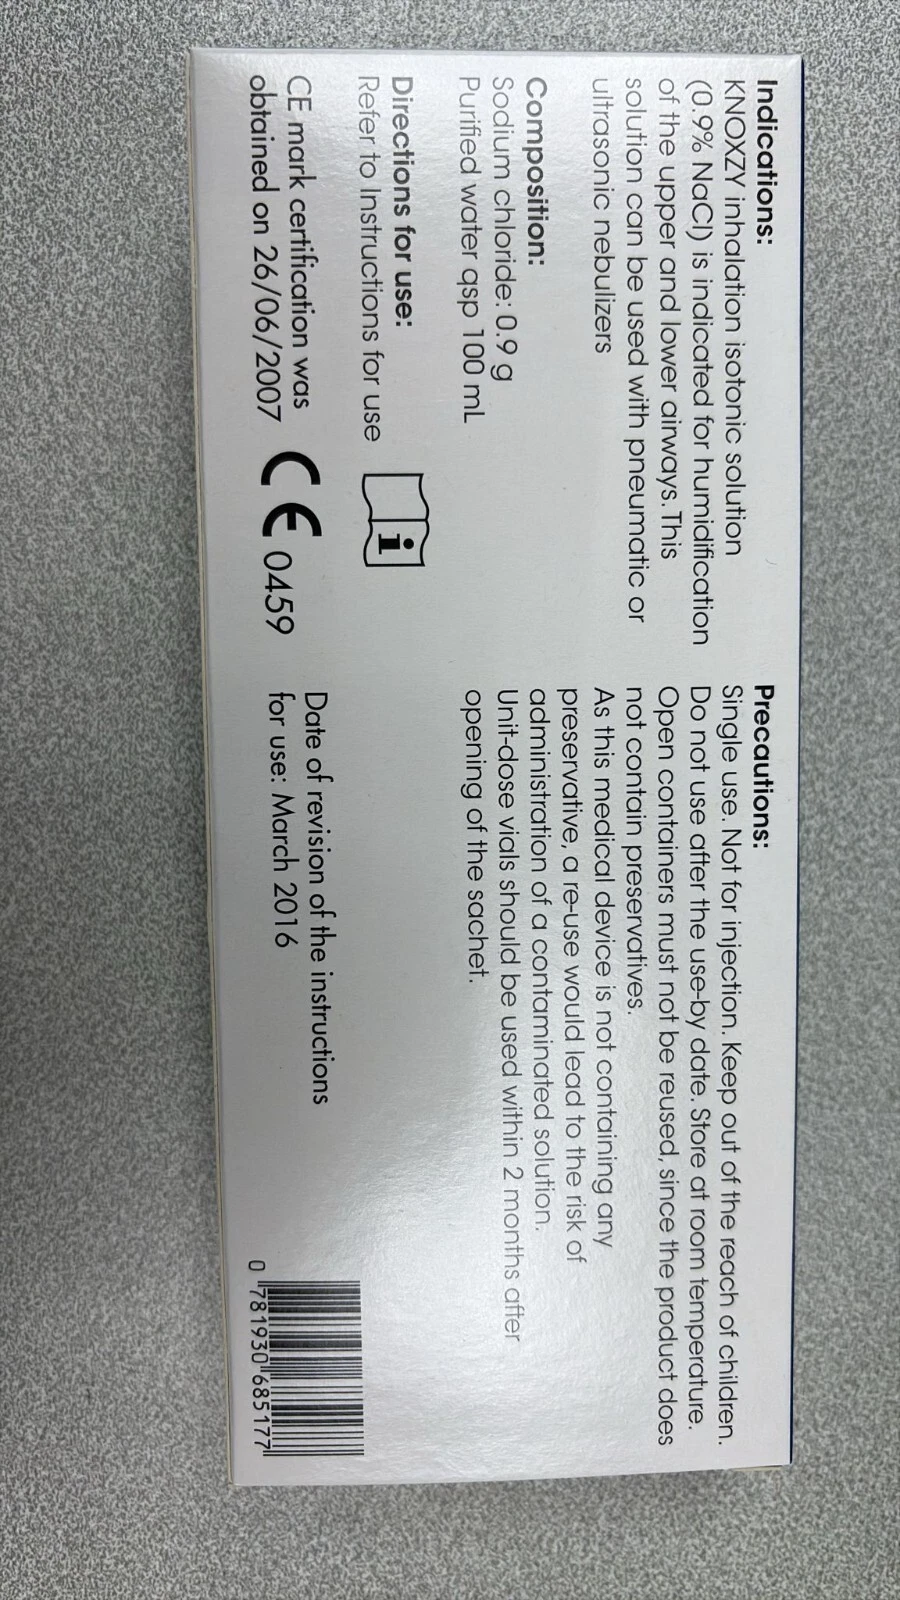 Indications:
KNOXZY inhalation isotonic solution
(0.9% NaCl) is indicated for humidification
of the upper and lower airways. This
solution can be used with pneumatic or
ultrasonic nebulizers
Composition:
Sodium chloride: 0.9 g
Purified water qsp 100 mL
Directions for use:
Refer to Instructions for use
i
CE mark certification was
obtained on 26/06/2007
CE 0459
Precautions:
Single use. Not for injection. Keep out of the reach of children.
Do not use after the use-by date. Store at room temperature.
Open containers must not be reused, since the product does
not contain preservatives.
As this medical device is not containing any
preservative, a re-use would lead to the risk of
administration of a contaminated solution.
Unit-dose vials should be used within 2 months after
opening of the sachet.
Date of revision of the instructions
for use: March 2016
0 781930 685177